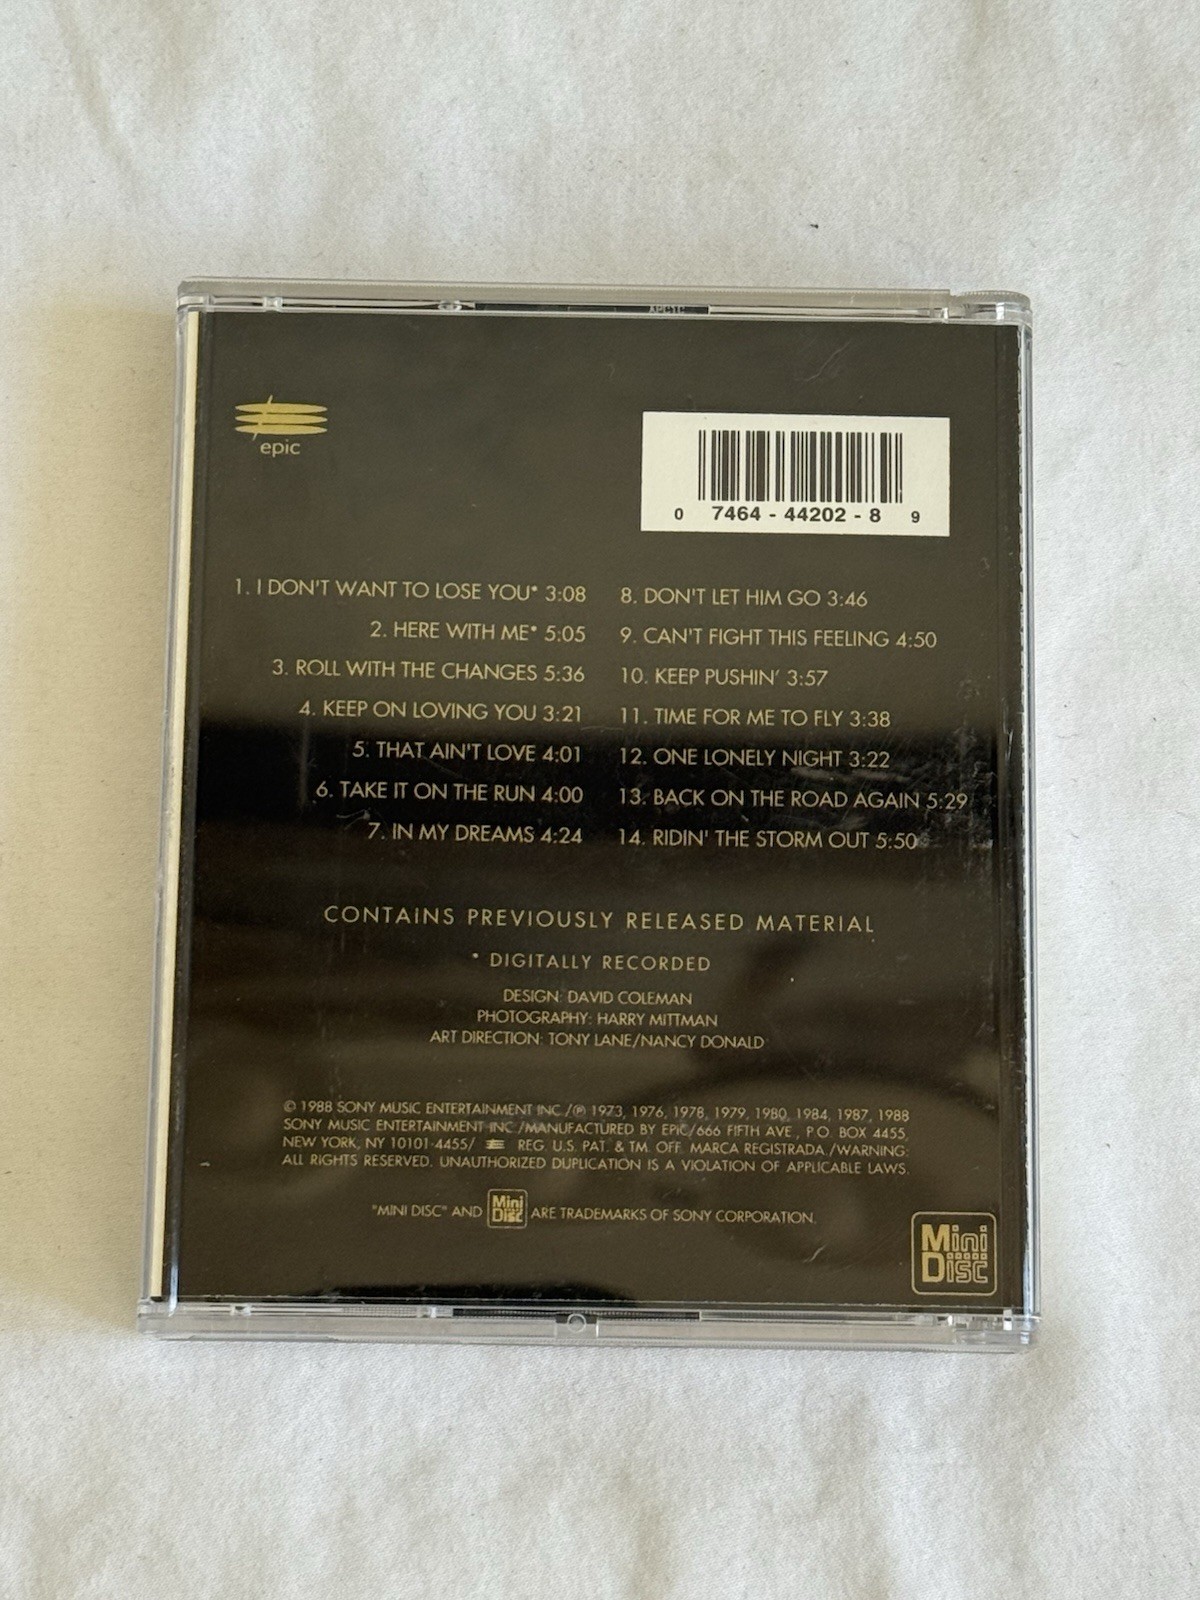 epic
0 7464 - 44202 - 8 9
1. I DON'T WANT TO LOSE YOU* 3:08
2. HERE WITH ME* 5:05
3. ROLL WITH THE CHANGES 5:36
4. KEEP ON LOVING YOU 3:21
5. THAT AIN'T LOVE 4:01
6. TAKE IT ON THE RUN 4:00
7. IN MY DREAMS 4:24
8. DON'T LET HIM GO 3:46
9. CAN'T FIGHT THIS FEELING 4:50
10. KEEP PUSHIN' 3:57
11. TIME FOR ME TO FLY 3:38
12. ONE LONELY NIGHT 3:22
13. BACK ON THE ROAD AGAIN 5:29
14. RIDIN' THE STORM OUT 5:50
CONTAINS PREVIOUSLY RELEASED MATERIAL
* DIGITALLY RECORDED
DESIGN: DAVID COLEMAN
PHOTOGRAPHY: HARRY MITTMAN
ART DIRECTION: TONY LANE/NANCY DONALD
© 1988 SONY MUSIC ENTERTAINMENT INC./℗ 1973, 1976, 1978, 1979, 1980, 1984, 1987, 1988
SONY MUSIC ENTERTAINMENT INC./MANUFACTURED BY EPIC/666 FIFTH AVE., P.O. BOX 4455,
NEW YORK, NY 10101-4455/ REG. U.S. PAT. & TM. OFF. MARCA REGISTRADA./WARNING:
ALL RIGHTS RESERVED. UNAUTHORIZED DUPLICATION IS A VIOLATION OF APPLICABLE LAWS.
"MINI DISC" AND Mini Disc ARE TRADEMARKS OF SONY CORPORATION.
Mini
Disc